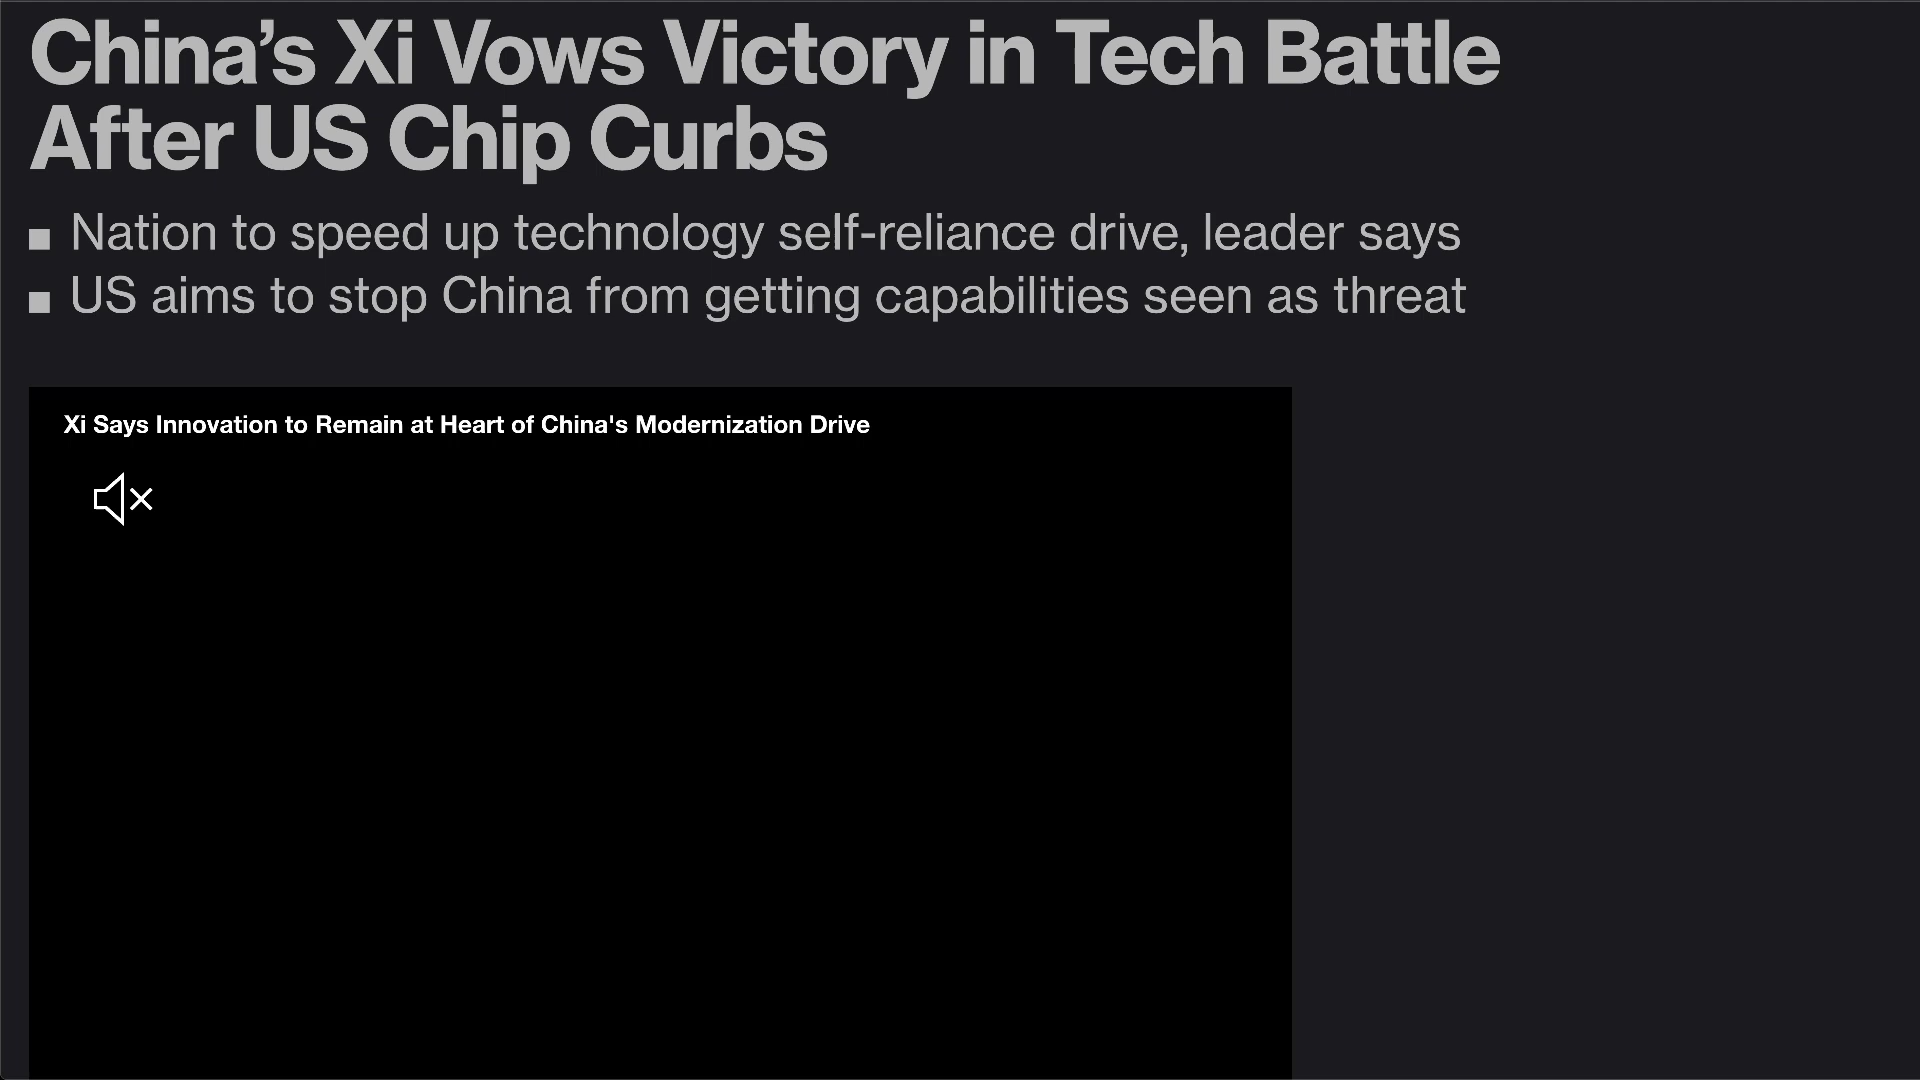 China’s Xi Vows Victory in Tech Battle
After US Chip Curbs
Nation to speed up technology self-reliance drive, leader says
US aims to stop China from getting capabilities seen as threat
Xi Says Innovation to Remain at Heart of China's Modernization Drive